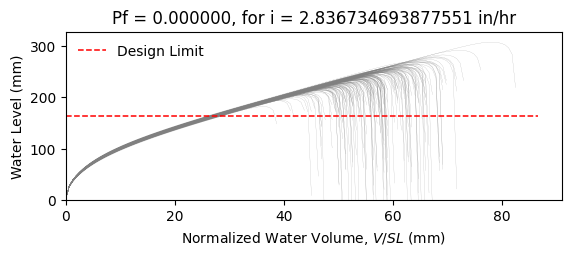 Pf = 0.000000, for i = 2.836734693877551 in/hr
Design Limit
Water Level (mm)
300
200
100
0
0 20 40 60 80
Normalized Water Volume, V/SL (mm)